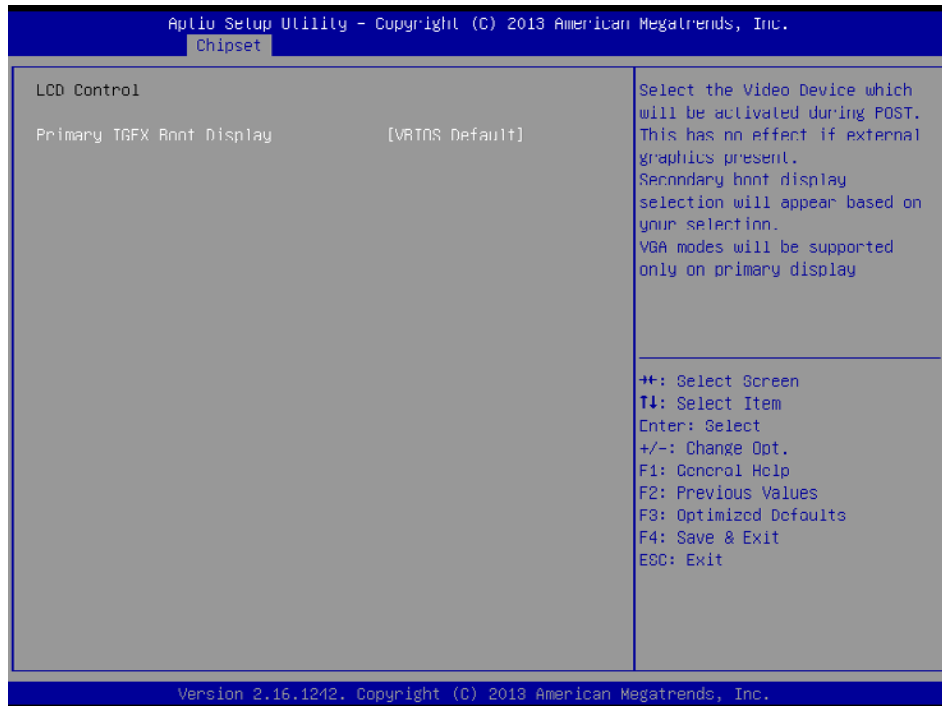 Aptio Setup Utility – Copyright (C) 2013 American Megatrends, Inc.
Chipset
LCD Control
Primary IGFX Boot Display [VBIOS Default]
Select the Video Device which
will be activated during POST.
This has no effect if external
graphics present.
Secondary boot display
selection will appear based on
your selection.
VGA modes will be supported
only on primary display
→←: Select Screen
↑↓: Select Item
Enter: Select
+/-: Change Opt.
F1: General Help
F2: Previous Values
F3: Optimized Defaults
F4: Save & Exit
ESC: Exit
Version 2.16.1242. Copyright (C) 2013 American Megatrends, Inc.